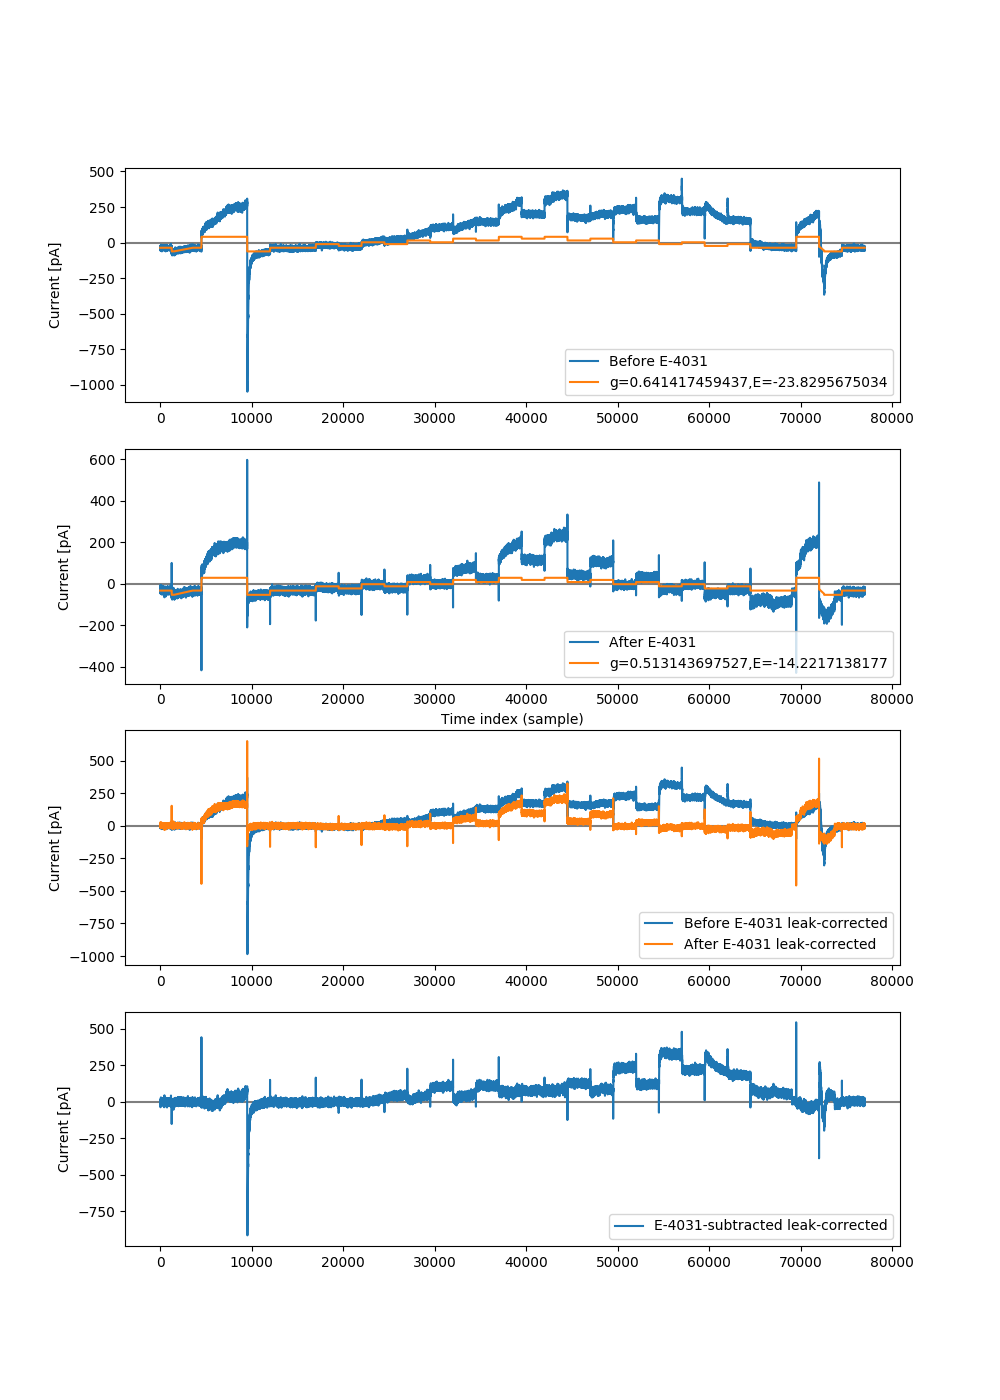 500
250
0
−250
−500
−750
−1000
Current [pA]
Before E-4031
g=0.641417459437,E=-23.8295675034
0 10000 20000 30000 40000 50000 60000 70000 80000
600
400
200
0
−200
−400
Current [pA]
After E-4031
g=0.513143697527,E=-14.2217138177
0 10000 20000 30000 40000 50000 60000 70000 80000
Time index (sample)
500
250
0
−250
−500
−750
−1000
Current [pA]
Before E-4031 leak-corrected
After E-4031 leak-corrected
0 10000 20000 30000 40000 50000 60000 70000 80000
500
250
0
−250
−500
−750
Current [pA]
E-4031-subtracted leak-corrected
0 10000 20000 30000 40000 50000 60000 70000 80000